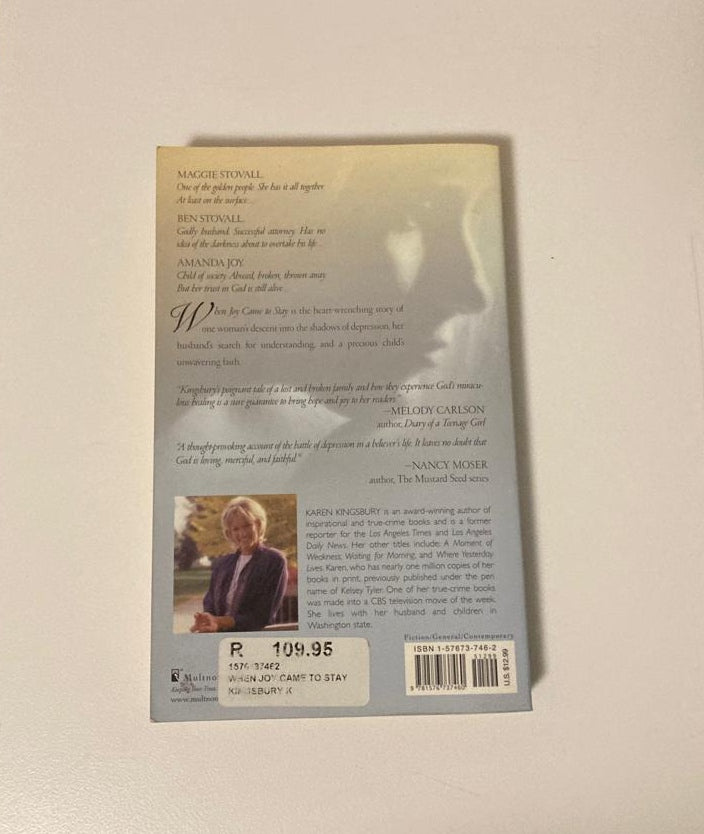 MAGGIE STOVALL.
One of the golden people. She has it all together.
At least on the surface...
BEN STOVALL.
Godly husband. Successful attorney. Has no
idea of the darkness about to overtake his life...
AMANDA JOY.
Child of society. Abused, broken, thrown away.
But her trust in God is still alive...
When Joy Came to Stay is the heart-wrenching story of
one woman's descent into the shadows of depression, her
husband's search for understanding, and a precious child's
unwavering faith.
"Kingsbury's poignant tale of a lost and broken family and how they experience God's miracu-
lous healing is a sure guarantee to bring hope and joy to her readers."
—MELODY CARLSON
author, Diary of a Teenage Girl
"A thought-provoking account of the battle of depression in a believer's life. It leaves no doubt that
God is loving, merciful, and faithful."
—NANCY MOSER
author, The Mustard Seed series
KAREN KINGSBURY is an award-winning author of
inspirational and true-crime books and is a former
reporter for the Los Angeles Times and Los Angeles
Daily News. Her other titles include: A Moment of
Weakness, Waiting for Morning, and Where Yesterday
Lives. Karen, who has nearly one million copies of her
books in print, previously published under the pen
name of Kelsey Tyler. One of her true-crime books
was made into a CBS television movie of the week.
She lives with her husband and children in
Washington state.
Fiction/General/Contemporary
R 109.95
1576737462
WHEN JOY CAME TO STAY
KINGSBURY K
Multno
Keeping Your Trust
www.multno
ISBN 1-57673-746-2
51299
9 781576 737460
U.S. $12.99